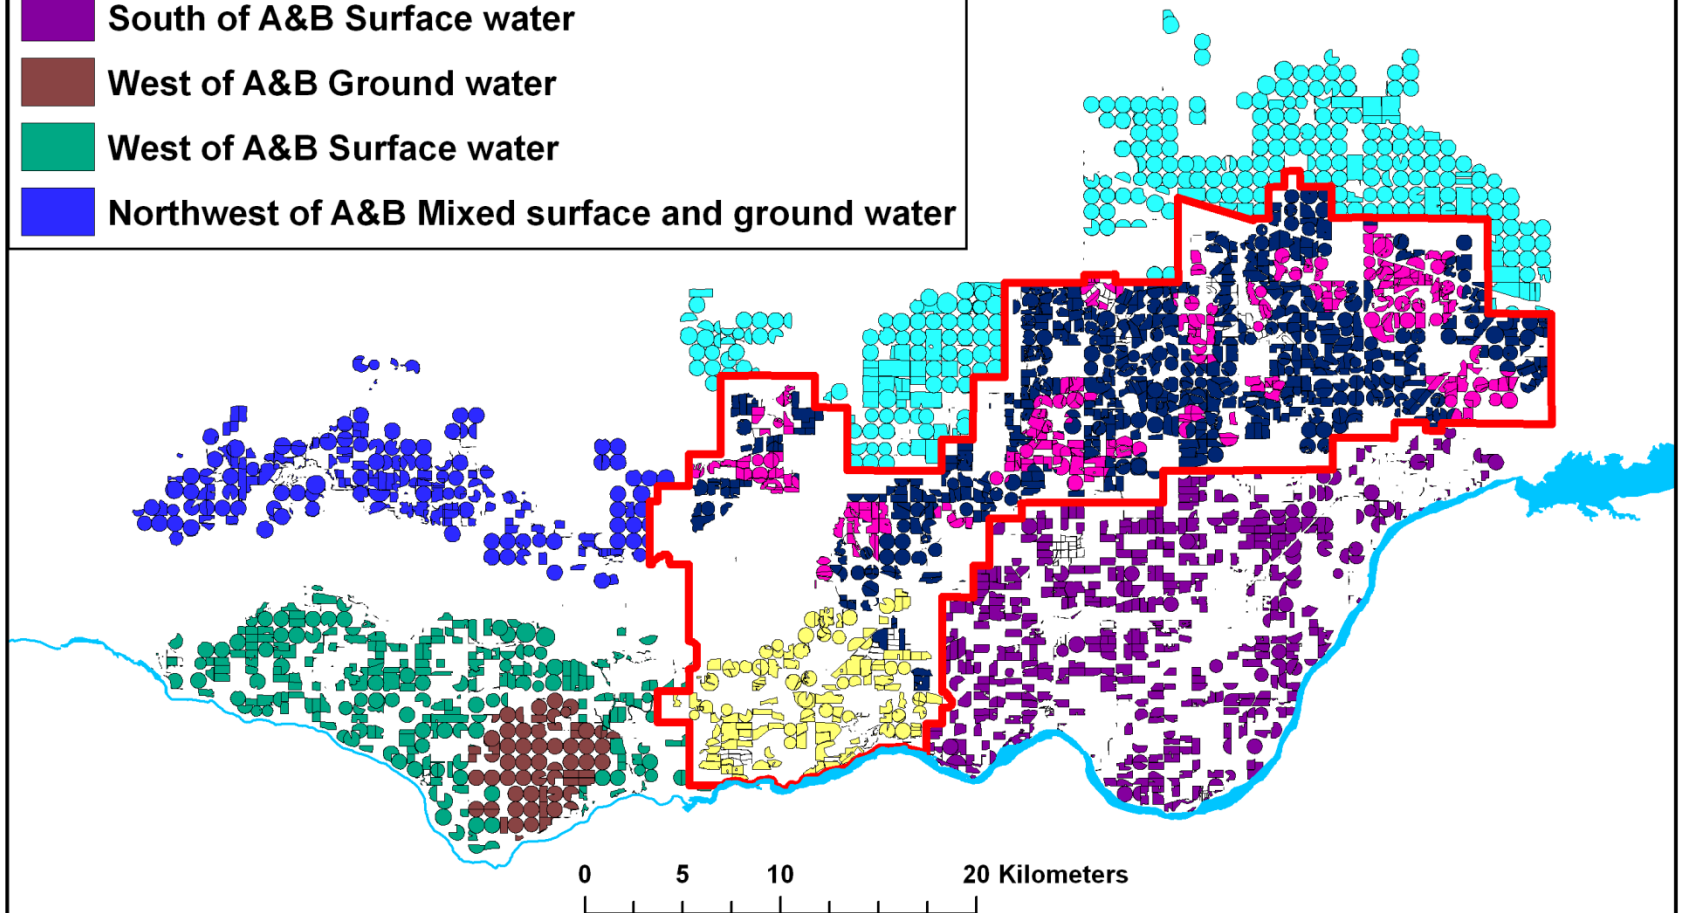 South of A&B Surface water
West of A&B Ground water
West of A&B Surface water
Northwest of A&B Mixed surface and ground water
0 5 10 20 Kilometers